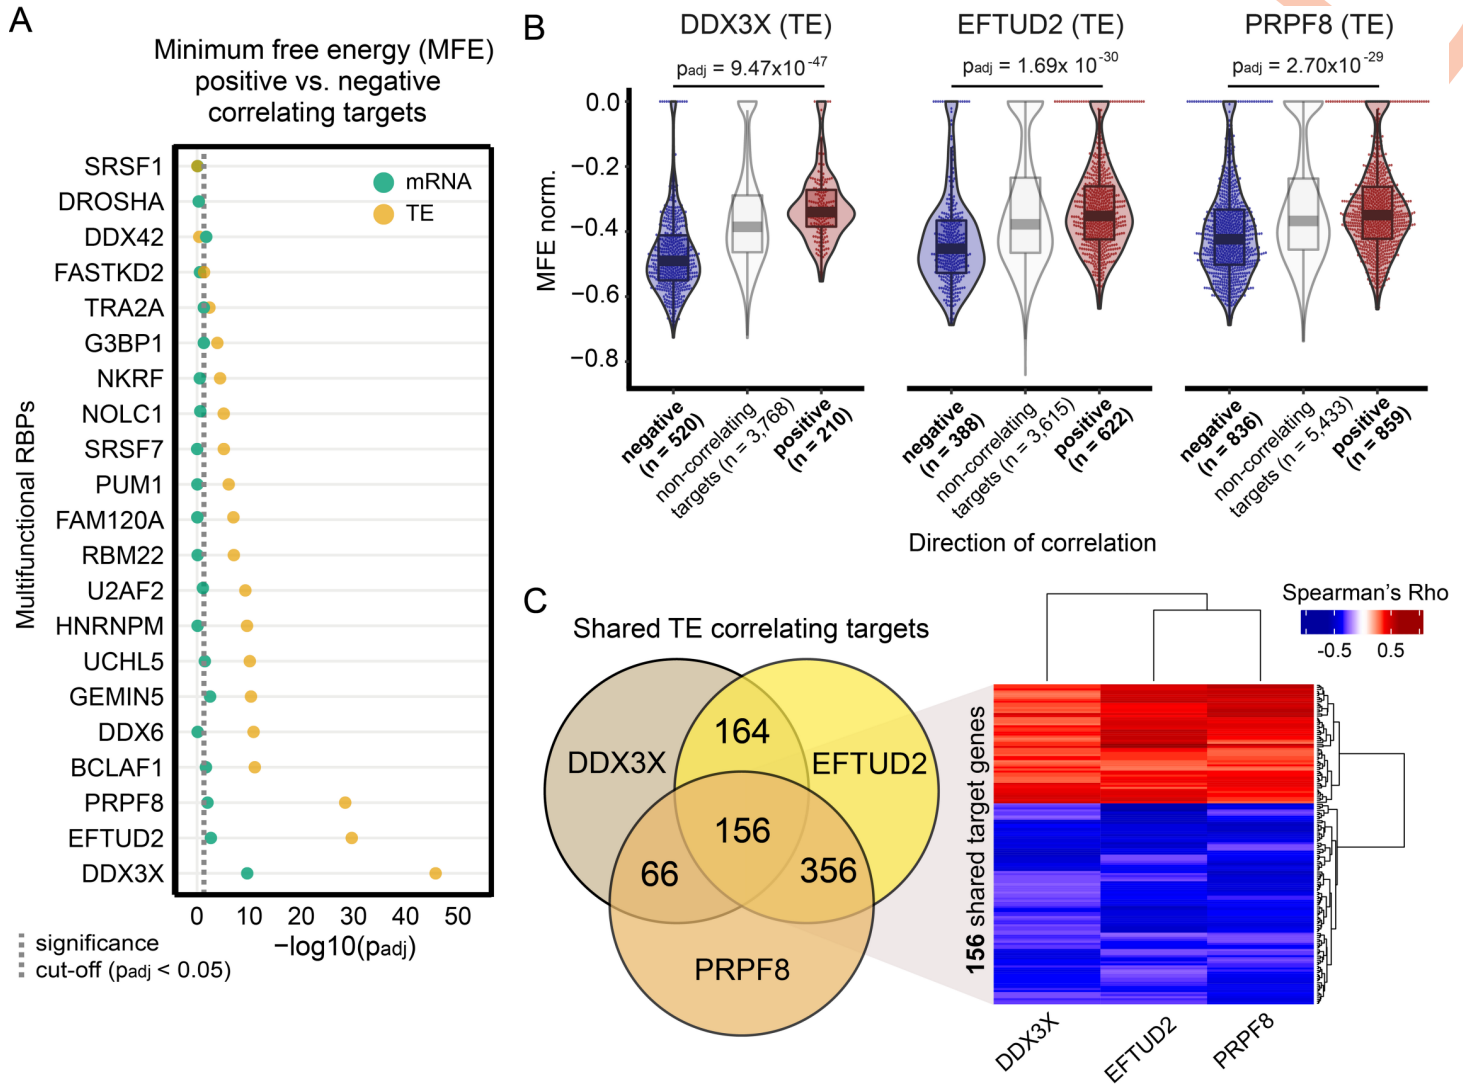 A
Minimum free energy (MFE)
positive vs. negative
correlating targets
Multifunctional RBPs
SRSF1
DROSHA
DDX42
FASTKD2
TRA2A
G3BP1
NKRF
NOLC1
SRSF7
PUM1
FAM120A
RBM22
U2AF2
HNRNPM
UCHL5
GEMIN5
DDX6
BCLAF1
PRPF8
EFTUD2
DDX3X
mRNA
TE
0 10 20 30 40 50
−log10(padj)
significance
cut-off (padj < 0.05)
B
DDX3X (TE)
padj = 9.47x10-47
EFTUD2 (TE)
padj = 1.69x 10-30
PRPF8 (TE)
padj = 2.70x10-29
MFE norm.
0.0
−0.2
−0.4
−0.6
−0.8
negative
(n = 520)
non-correlating
targets (n = 3,768)
positive
(n = 210)
negative
(n = 388)
non-correlating
targets (n = 3,615)
positive
(n = 622)
negative
(n = 836)
non-correlating
targets (n = 5,433)
positive
(n = 859)
Direction of correlation
C
Shared TE correlating targets
DDX3X
164
EFTUD2
156
66
356
PRPF8
Spearman's Rho
-0.5 0.5
156 shared target genes
DDX3X
EFTUD2
PRPF8